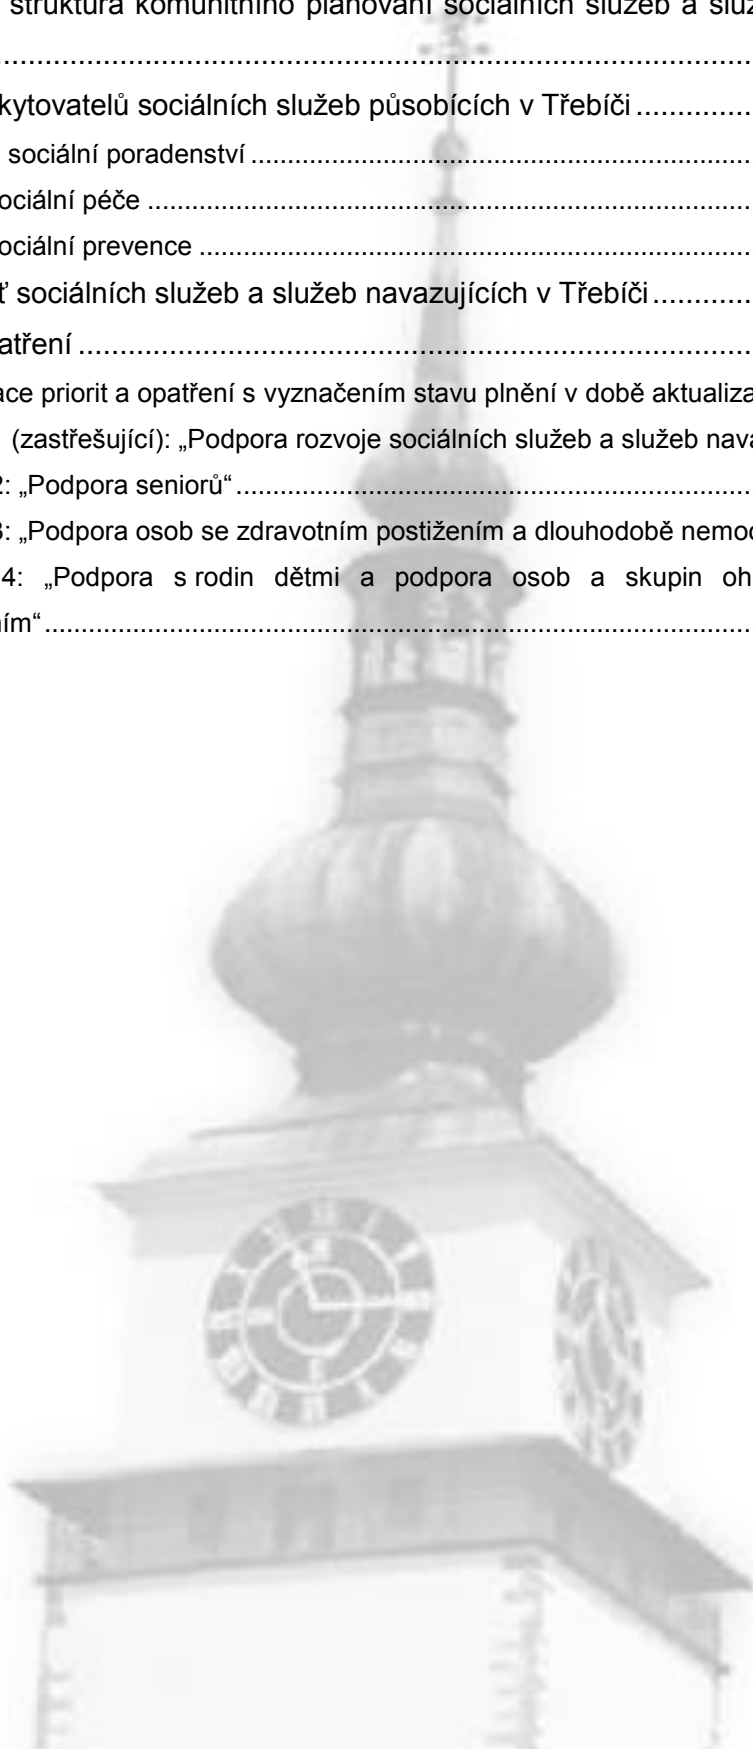 struktura komunitního plánování sociálních služeb a služ
................................................................................
kytovatelů sociálních služeb působících v Třebíči ..............
sociální poradenství ..............................................................
ociální péče ...........................................................................
ociální prevence ....................................................................
ť sociálních služeb a služeb navazujících v Třebíči ............
atření ..................................................................................
ace priorit a opatření s vyznačením stavu plnění v době aktualiza
(zastřešující): „Podpora rozvoje sociálních služeb a služeb nava
2: „Podpora seniorů“ ................................................................
3: „Podpora osob se zdravotním postižením a dlouhodobě nemoc
4: „Podpora s rodin dětmi a podpora osob a skupin oh
ním“ ........................................................................................